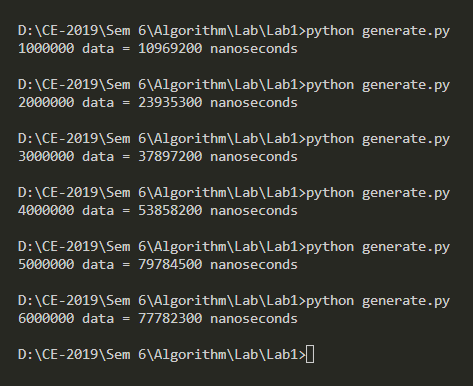 D:\CE-2019\Sem 6\Algorithm\Lab\Lab1>python generate.py
1000000 data = 10969200 nanoseconds
D:\CE-2019\Sem 6\Algorithm\Lab\Lab1>python generate.py
2000000 data = 23935300 nanoseconds
D:\CE-2019\Sem 6\Algorithm\Lab\Lab1>python generate.py
3000000 data = 37897200 nanoseconds
D:\CE-2019\Sem 6\Algorithm\Lab\Lab1>python generate.py
4000000 data = 53858200 nanoseconds
D:\CE-2019\Sem 6\Algorithm\Lab\Lab1>python generate.py
5000000 data = 79784500 nanoseconds
D:\CE-2019\Sem 6\Algorithm\Lab\Lab1>python generate.py
6000000 data = 77782300 nanoseconds
D:\CE-2019\Sem 6\Algorithm\Lab\Lab1>